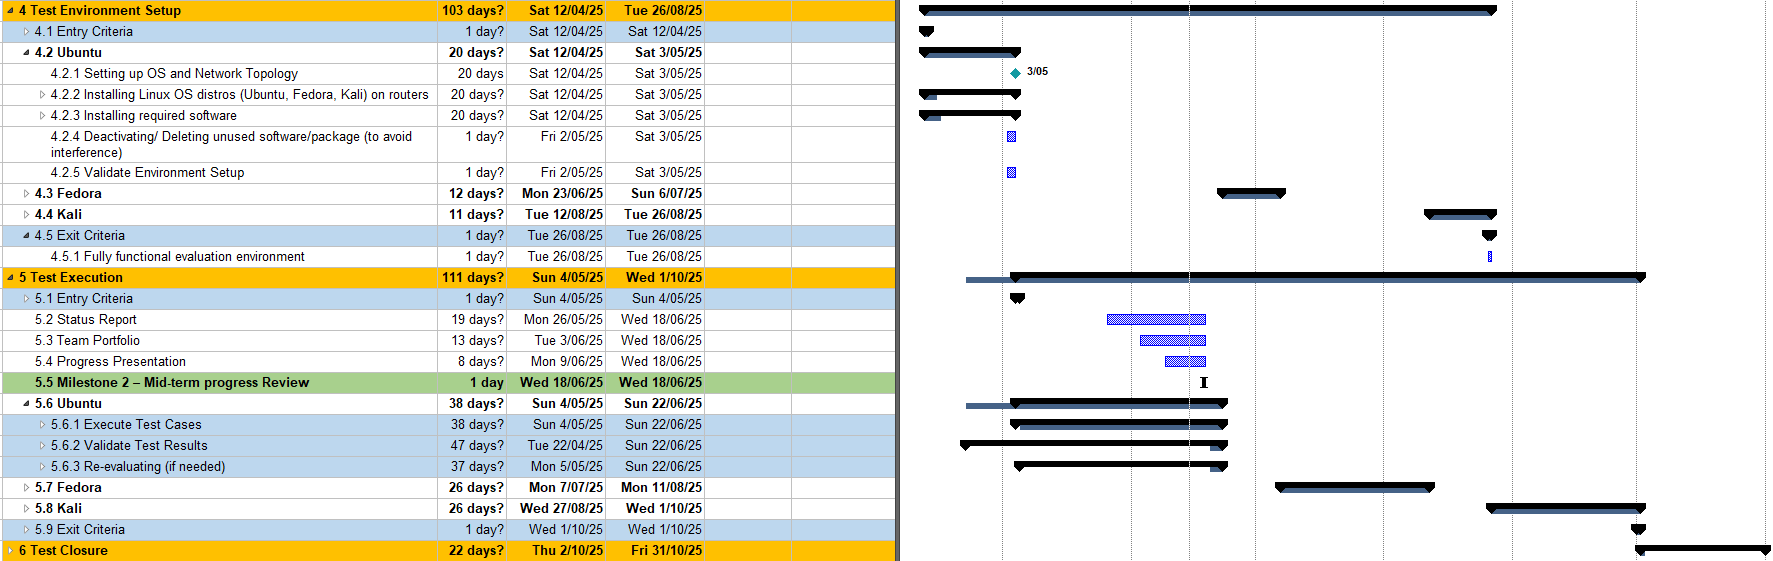 4 Test Environment Setup 103 days? Sat 12/04/25 Tue 26/08/25
4.1 Entry Criteria 1 day? Sat 12/04/25 Sat 12/04/25
4.2 Ubuntu 20 days? Sat 12/04/25 Sat 3/05/25
4.2.1 Setting up OS and Network Topology 20 days Sat 12/04/25 Sat 3/05/25 3/05
4.2.2 Installing Linux OS distros (Ubuntu, Fedora, Kali) on routers 20 days? Sat 12/04/25 Sat 3/05/25
4.2.3 Installing required software 20 days? Sat 12/04/25 Sat 3/05/25
4.2.4 Deactivating/ Deleting unused software/package (to avoid 1 day? Fri 2/05/25 Sat 3/05/25
interference)
4.2.5 Validate Environment Setup 1 day? Fri 2/05/25 Sat 3/05/25
4.3 Fedora 12 days? Mon 23/06/25 Sun 6/07/25
4.4 Kali 11 days? Tue 12/08/25 Tue 26/08/25
4.5 Exit Criteria 1 day? Tue 26/08/25 Tue 26/08/25
4.5.1 Fully functional evaluation environment 1 day? Tue 26/08/25 Tue 26/08/25
5 Test Execution 111 days? Sun 4/05/25 Wed 1/10/25
5.1 Entry Criteria 1 day? Sun 4/05/25 Sun 4/05/25
5.2 Status Report 19 days? Mon 26/05/25 Wed 18/06/25
5.3 Team Portfolio 13 days? Tue 3/06/25 Wed 18/06/25
5.4 Progress Presentation 8 days? Mon 9/06/25 Wed 18/06/25
5.5 Milestone 2 – Mid-term progress Review 1 day Wed 18/06/25 Wed 18/06/25
5.6 Ubuntu 38 days? Sun 4/05/25 Sun 22/06/25
5.6.1 Execute Test Cases 38 days? Sun 4/05/25 Sun 22/06/25
5.6.2 Validate Test Results 47 days? Tue 22/04/25 Sun 22/06/25
5.6.3 Re-evaluating (if needed) 37 days? Mon 5/05/25 Sun 22/06/25
5.7 Fedora 26 days? Mon 7/07/25 Mon 11/08/25
5.8 Kali 26 days? Wed 27/08/25 Wed 1/10/25
5.9 Exit Criteria 1 day? Wed 1/10/25 Wed 1/10/25
6 Test Closure 22 days? Thu 2/10/25 Fri 31/10/25